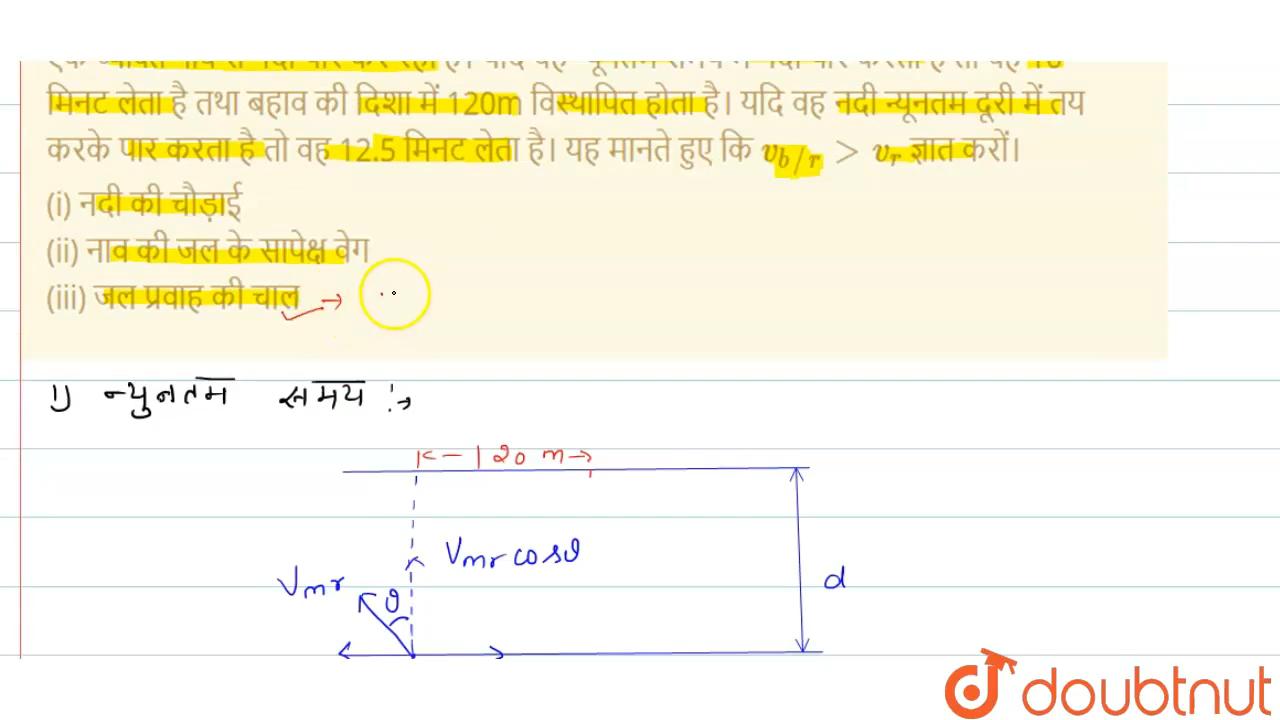 मिनट लेता है तथा बहाव की दिशा में 120m विस्थापित होता है। यदि वह नदी न्यूनतम दूरी में तय
करके पार करता है तो वह 12.5 मिनट लेता है। यह मानते हुए कि v_{b/r} > v_r ज्ञात करों।
(i) नदी की चौड़ाई
(ii) नाव की जल के सापेक्ष वेग
(iii) जल प्रवाह की चाल →
1) न्युनतम समय :→
K- 120 m →
Vmr cosθ
Vmr
θ
d
doubtnut